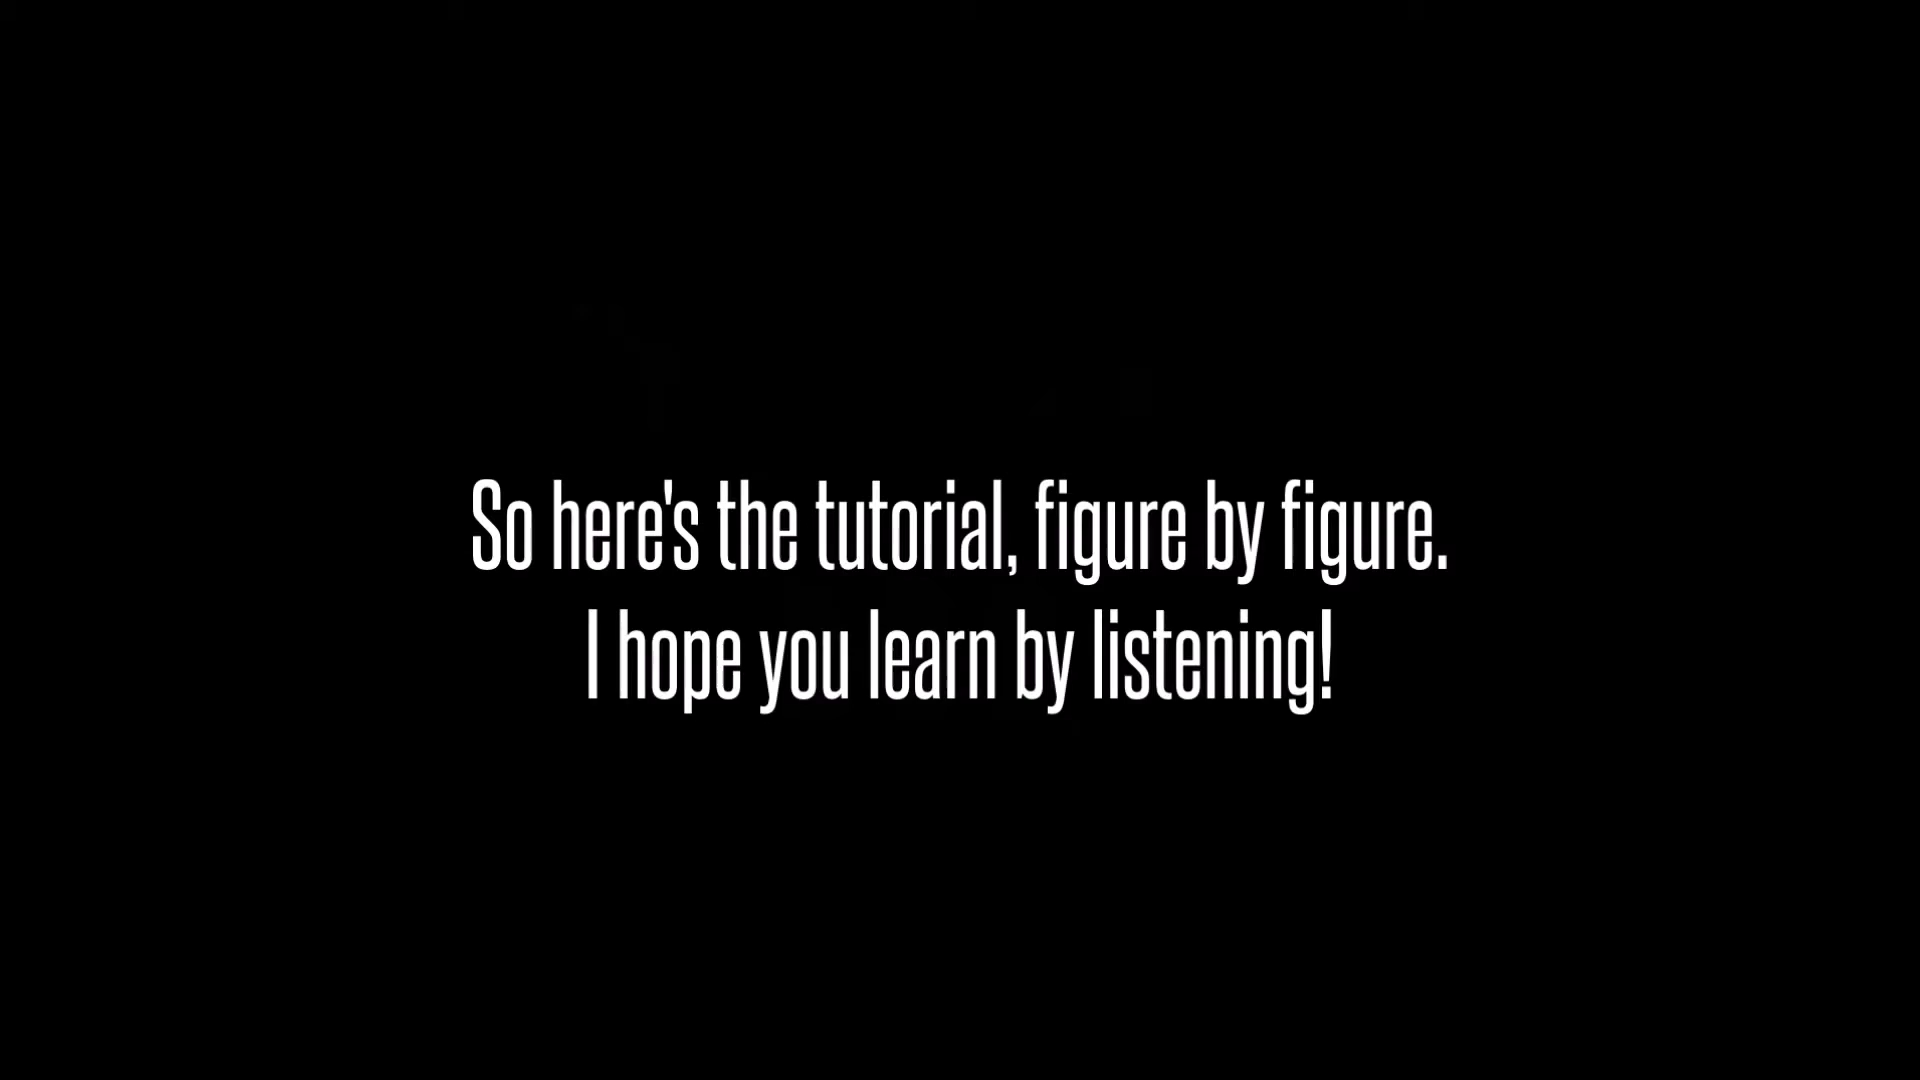 So here's the tutorial, figure by figure.
I hope you learn by listening!